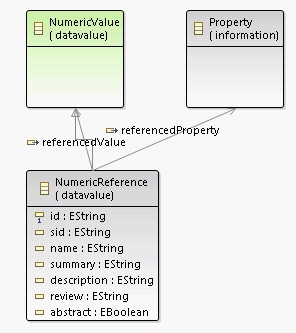 NumericValue
( datavalue)
Property
( information)
referencedProperty
referencedValue
NumericReference
( datavalue)
id : EString
sid : EString
name : EString
summary : EString
description : EString
review : EString
abstract : EBoolean